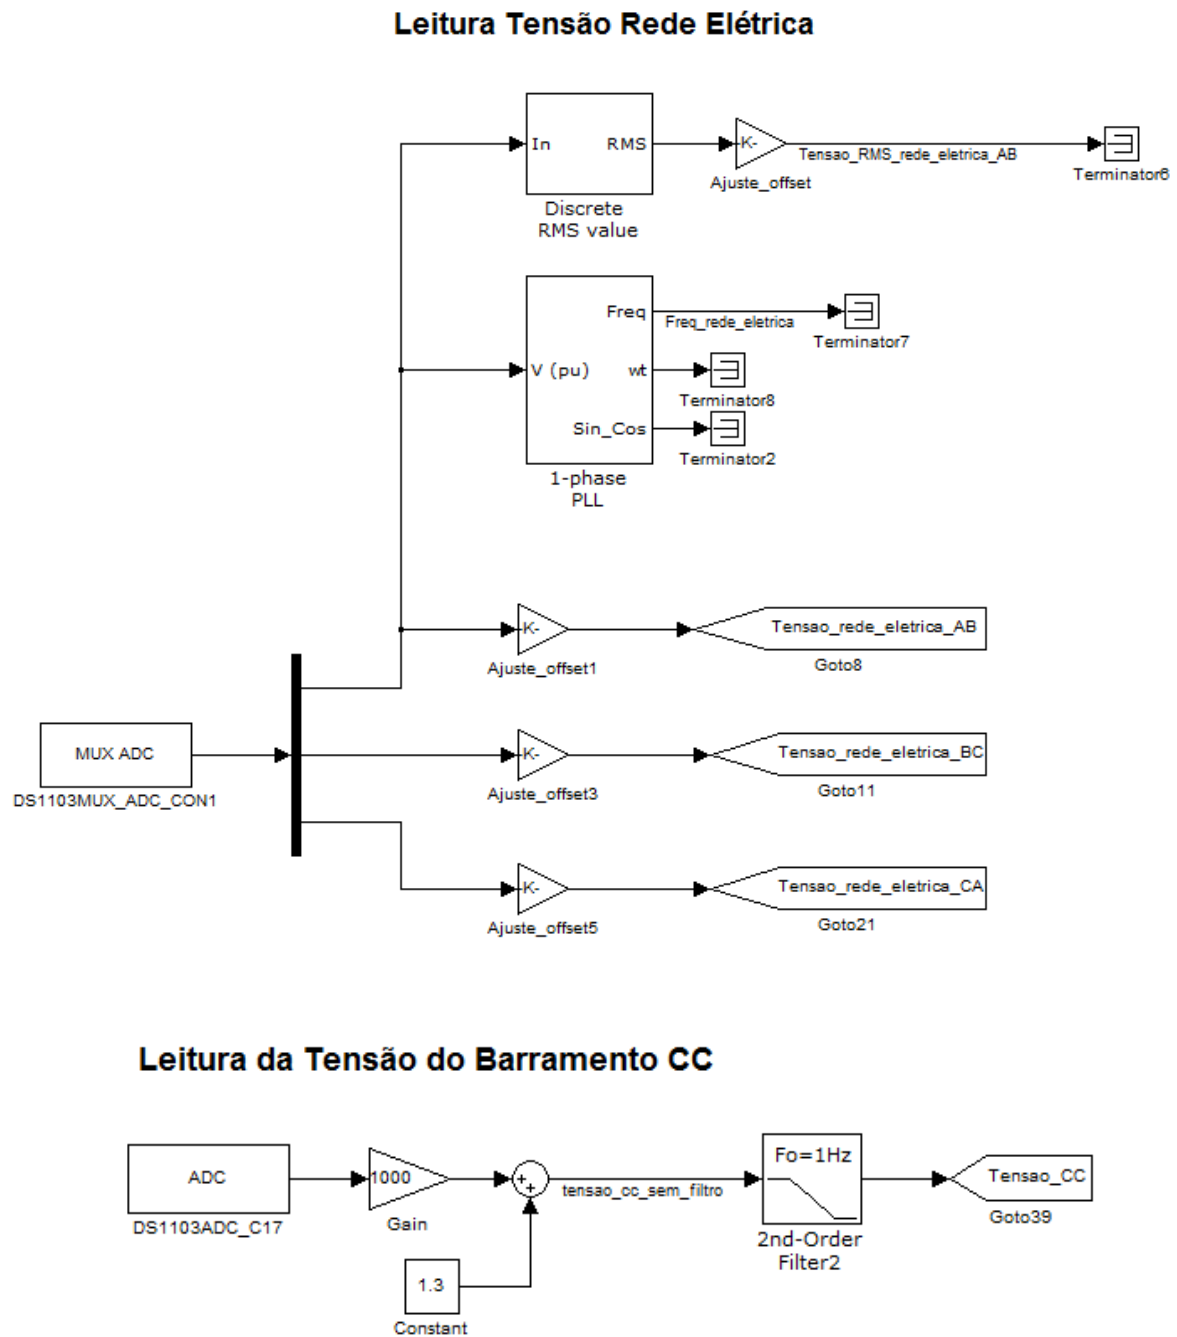 Leitura Tensão Rede Elétrica
In
RMS
Discrete
RMS value
K-
Ajuste_offset
Tensao_RMS_rede_eletrica_AB
Terminator6
Freq
V (pu)
wt
Sin_Cos
1-phase
PLL
Freq_rede_eletrica
Terminator7
Terminator8
Terminator2
K-
Ajuste_offset1
Tensao_rede_eletrica_AB
Goto8
MUX ADC
DS1103MUX_ADC_CON1
K-
Ajuste_offset3
Tensao_rede_eletrica_BC
Goto11
K-
Ajuste_offset5
Tensao_rede_eletrica_CA
Goto21
Leitura da Tensão do Barramento CC
ADC
DS1103ADC_C17
1000
Gain
1.3
Constant
tensao_cc_sem_filtro
Fo=1Hz
2nd-Order
Filter2
Tensao_CC
Goto39